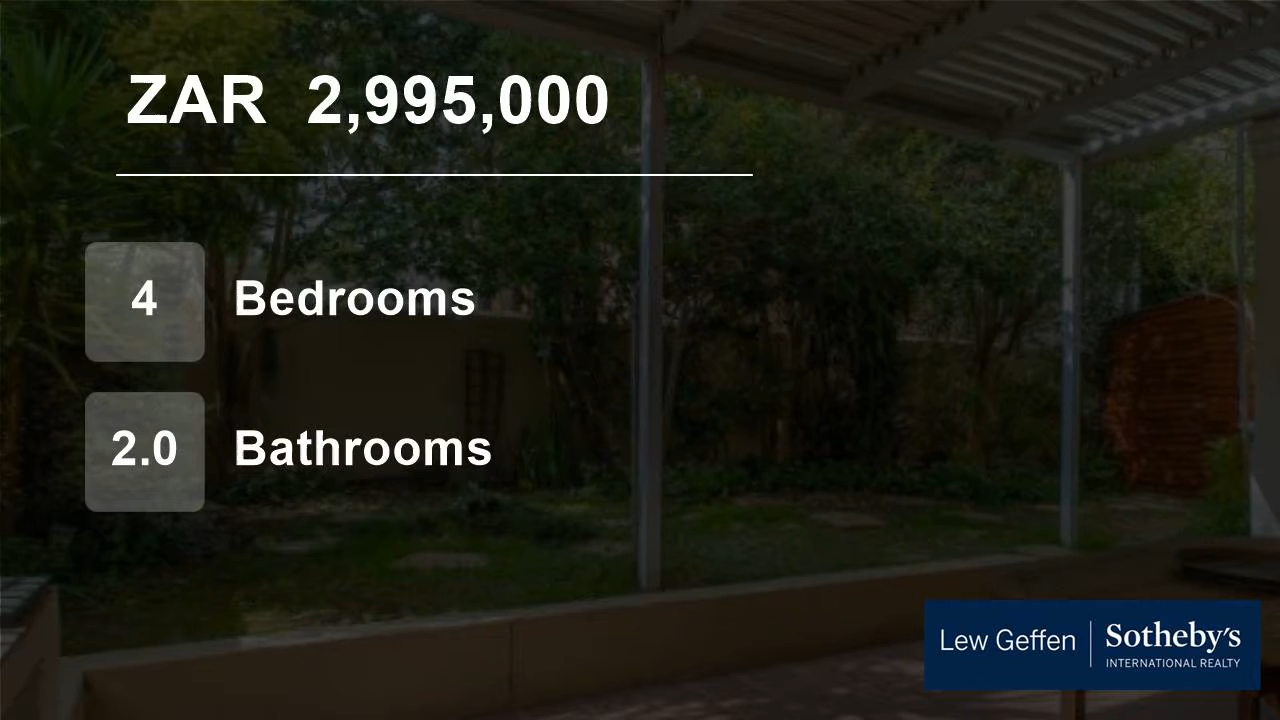 ZAR 2,995,000
4 Bedrooms
2.0 Bathrooms
Lew Geffen
Sotheby's
INTERNATIONAL REALTY